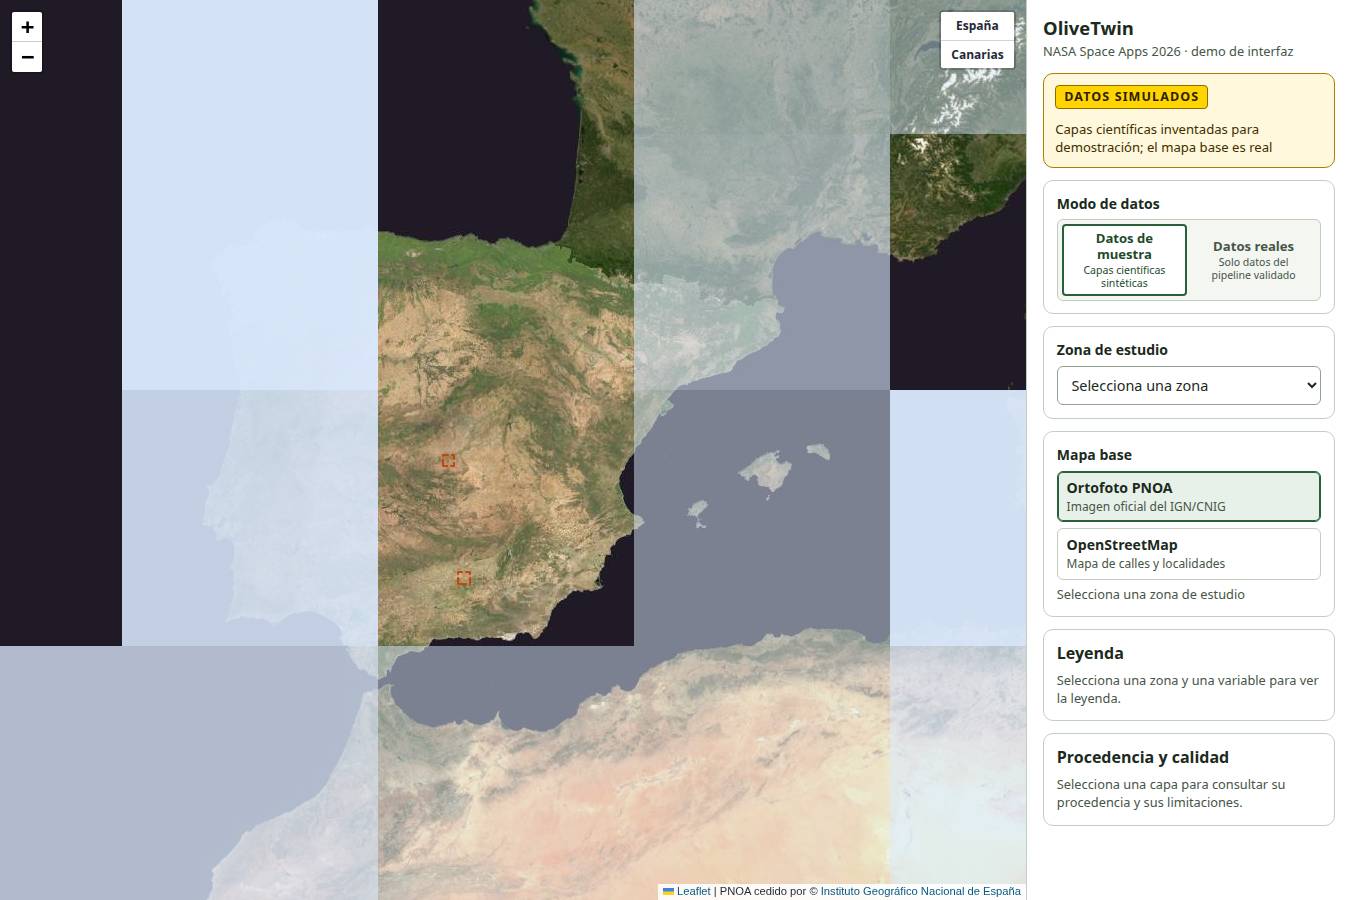 +
−
España
Canarias
Leaflet | PNOA cedido por © Instituto Geográfico Nacional de España
OliveTwin
NASA Space Apps 2026 · demo de interfaz
DATOS SIMULADOS
Capas científicas inventadas para
demostración; el mapa base es real
Modo de datos
Datos de
muestra
Capas científicas
sintéticas
Datos reales
Solo datos del
pipeline validado
Zona de estudio
Selecciona una zona
Mapa base
Ortofoto PNOA
Imagen oficial del IGN/CNIG
OpenStreetMap
Mapa de calles y localidades
Selecciona una zona de estudio
Leyenda
Selecciona una zona y una variable para ver
la leyenda.
Procedencia y calidad
Selecciona una capa para consultar su
procedencia y sus limitaciones.